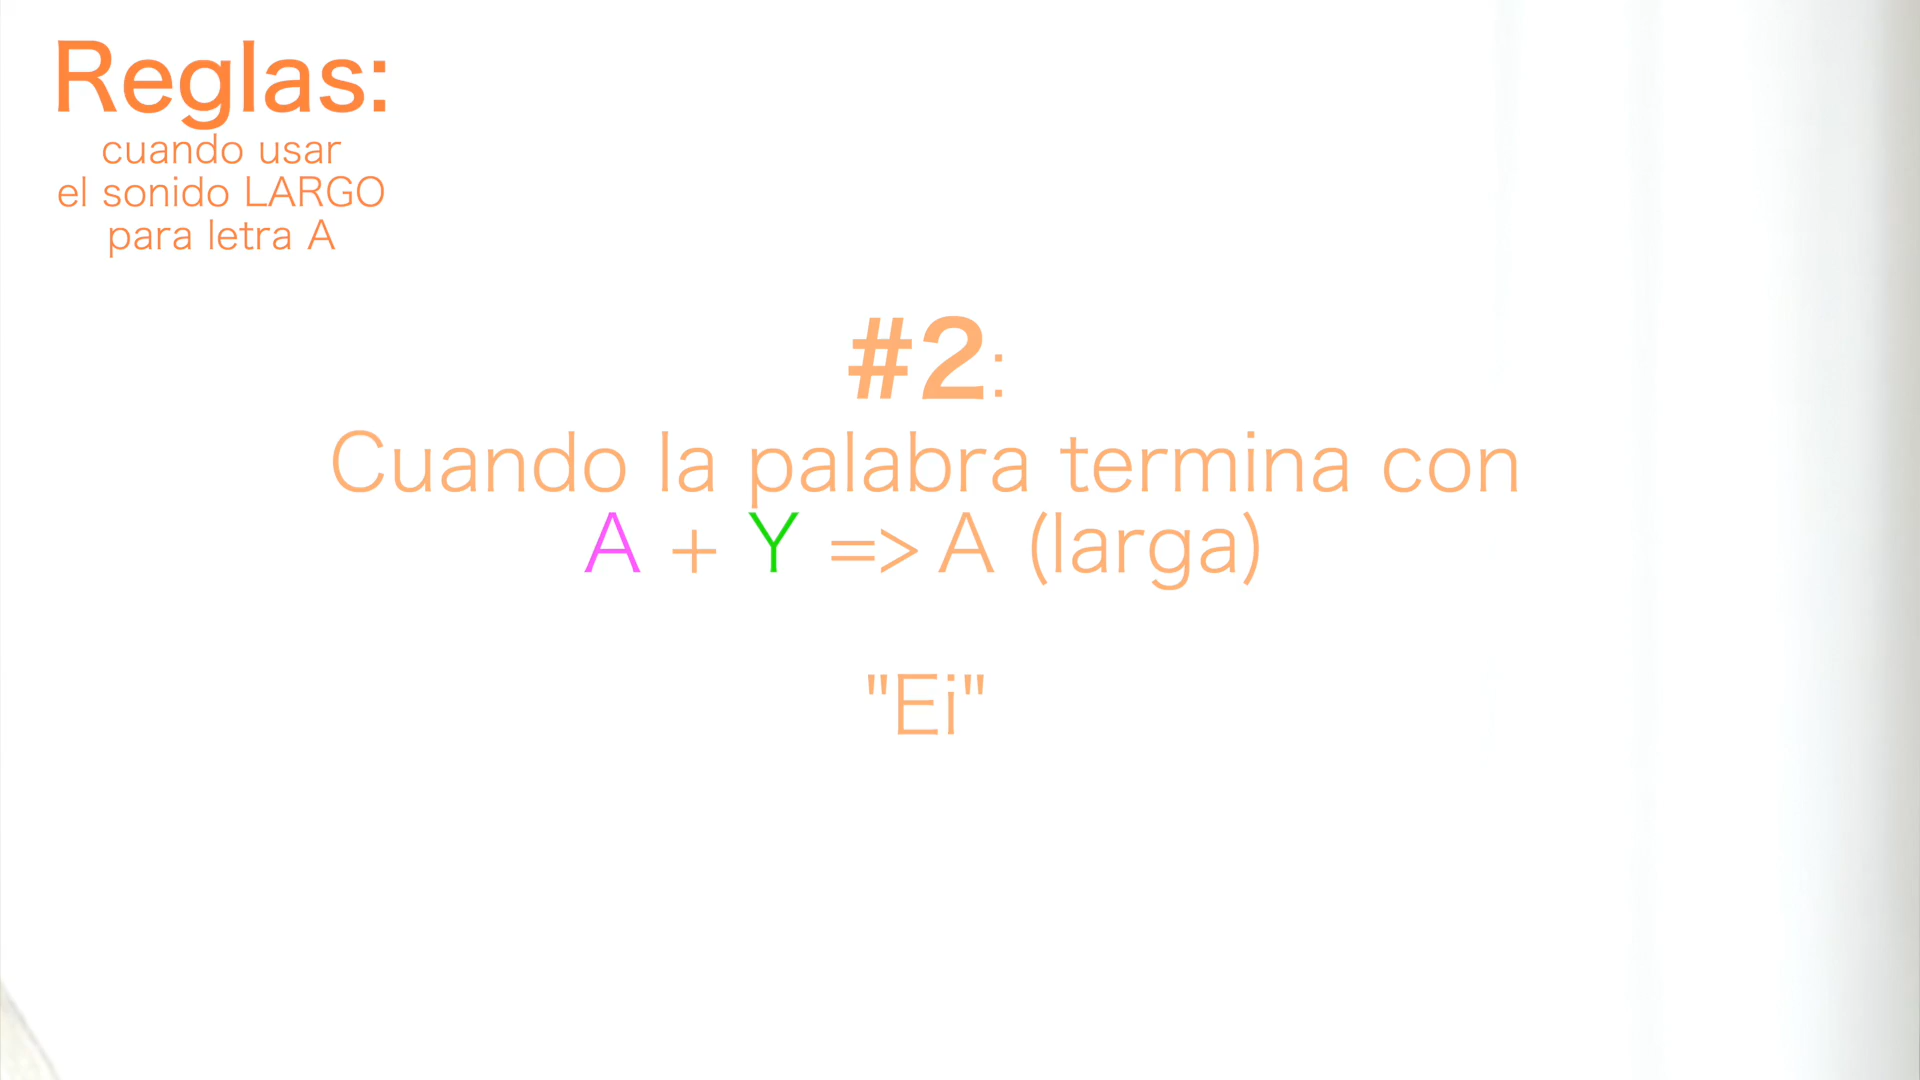 Reglas:
cuando usar
el sonido LARGO
para letra A
#2:
Cuando la palabra termina con
A + Y => A (larga)
"Ei"